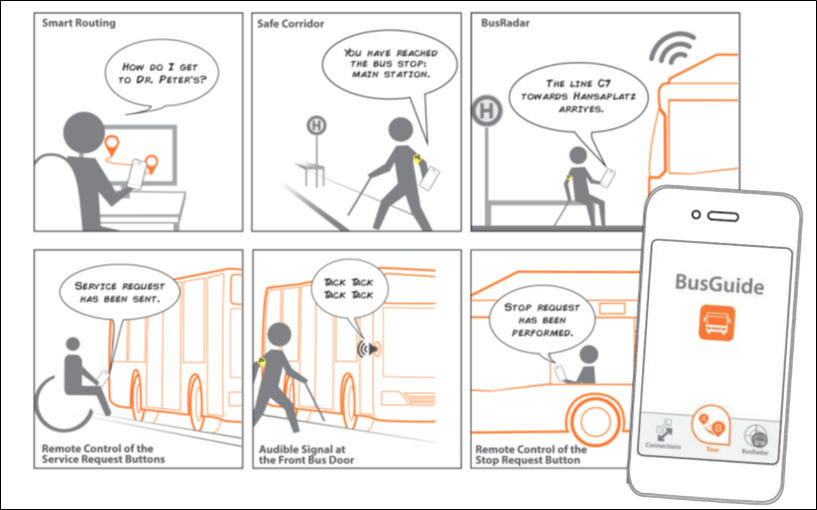 Smart Routing
How do I get
to Dr. Peter's?
Safe Corridor
You have reached
the bus stop:
main station.
BusRadar
The line C7
towards Hansaplatz
arrives.
H
H
Service request
has been sent.
Remote Control of the
Service Request Buttons
Tack Tack
Tack Tack
Audible Signal at
the Front Bus Door
Stop request
has been
performed.
Remote Control of the
Stop Request Button
BusGuide
A
B
Connections
Tour
BusRadar